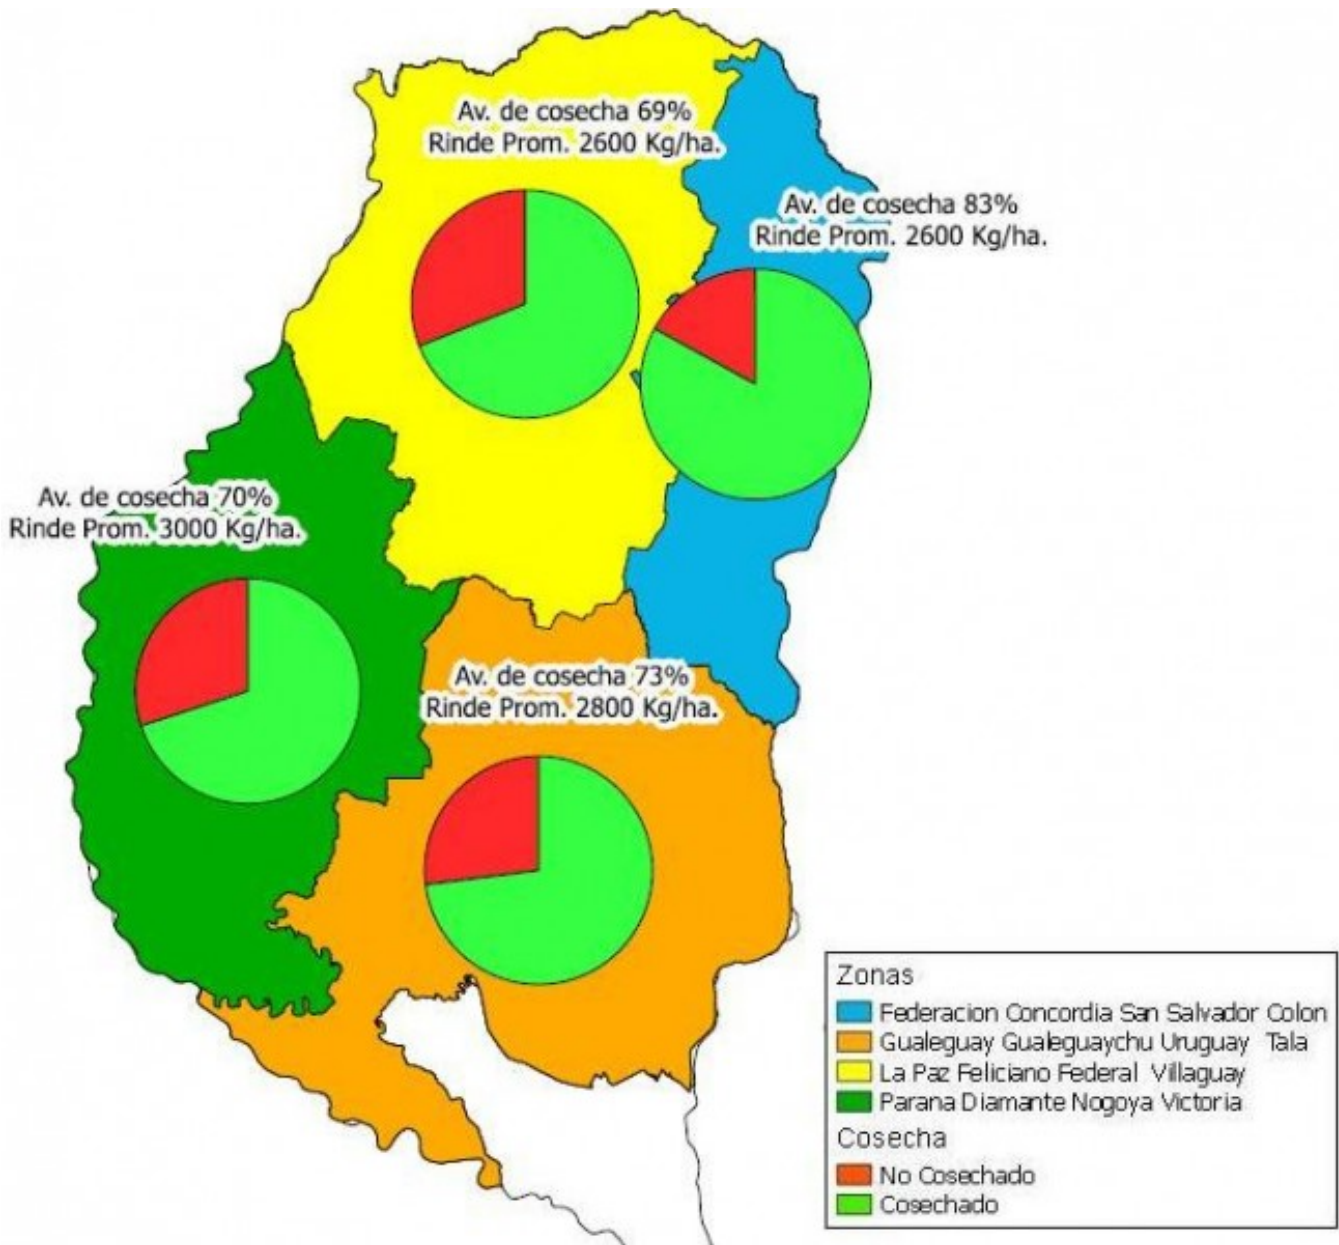 Av. de cosecha 69%
Rinde Prom. 2600 Kg/ha.
Av. de cosecha 83%
Rinde Prom. 2600 Kg/ha.
Av. de cosecha 70%
Rinde Prom. 3000 Kg/ha.
Av. de cosecha 73%
Rinde Prom. 2800 Kg/ha.
Zonas
Federacion Concordia San Salvador Colon
Gualeguay Gualeguaychu Uruguay Tala
La Paz Feliciano Federal Villaguay
Parana Diamante Nogoya Victoria
Cosecha
No Cosechado
Cosechado